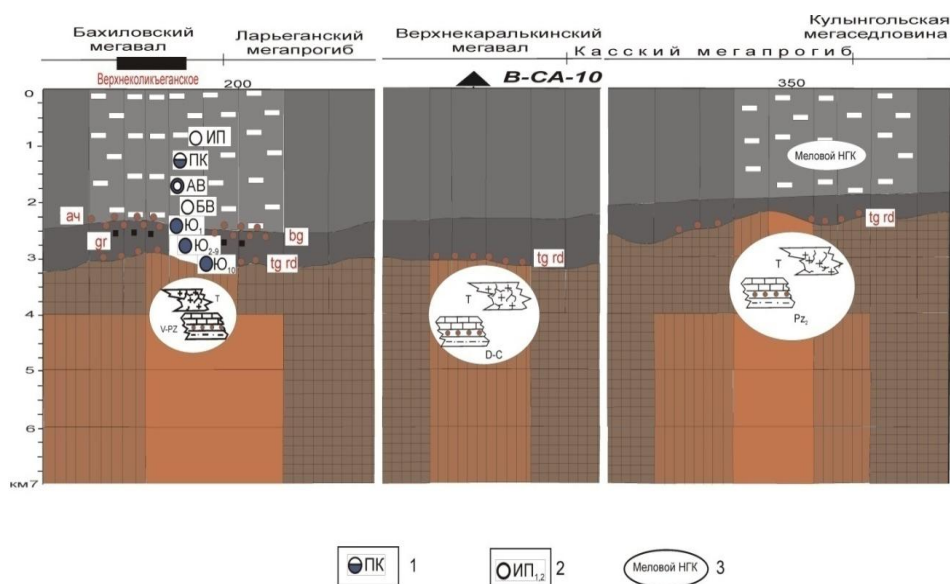 Бахиловский
мегавал
Ларьеганский
мегапрогиб
Верхнекаралькинский
мегавал
Касский мегапрогиб
Кулынгольская
мегаседловина
Верхнеколикъеганское
200
В-СА-10
350
0
1
2
3
4
5
6
км7
ИП
ПК
АВ
БВ
Ю1
Ю2-9
Ю10
ач
gr
bg
tg rd
Т
V-PZ
tg rd
Т
D-C
Меловой НГК
tg rd
Т
Pz2
ПК 1
ИП1,2 2
Меловой НГК 3